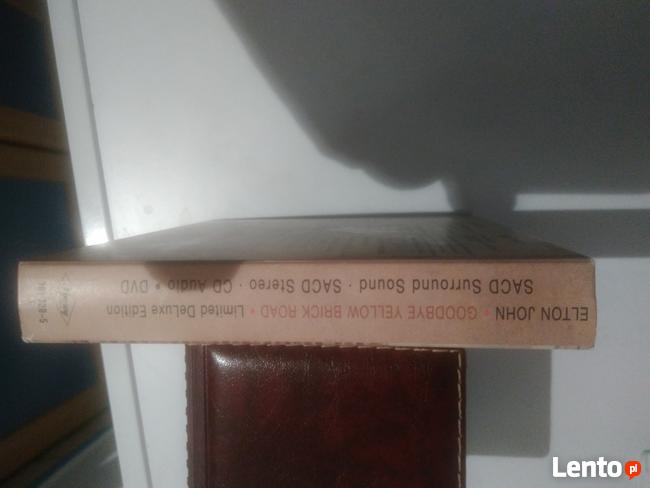 ELTON JOHN • GOODBYE YELLOW BRICK ROAD • Limited DeLuxe Edition
SACD Surround Sound · SACD Stereo · CD Audio • DVD
Lento.pl